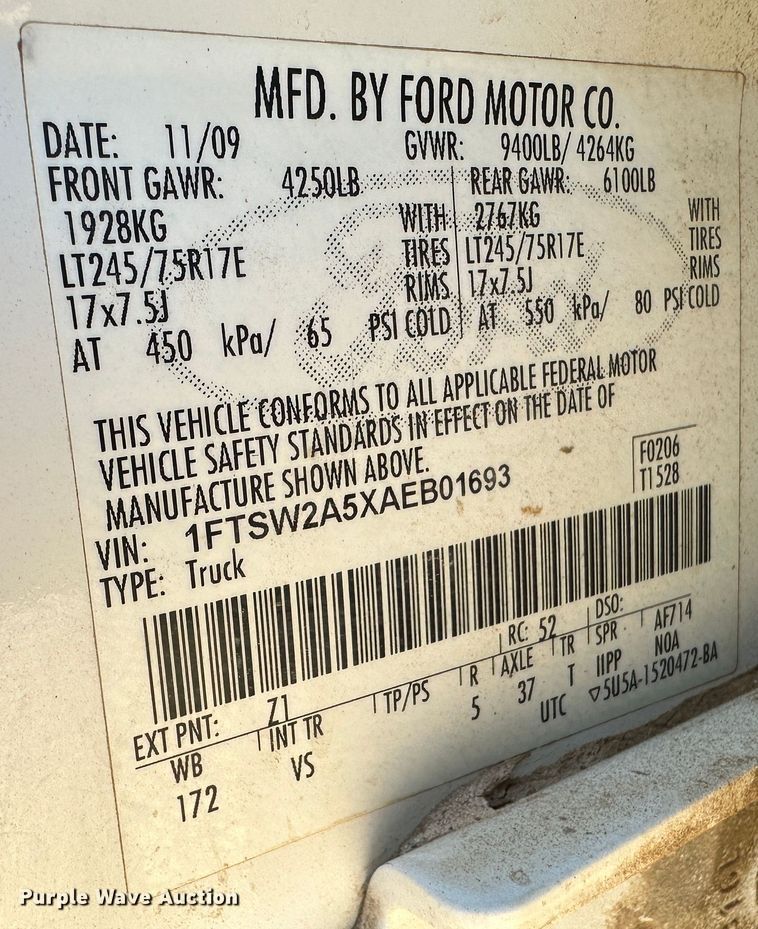 MFD. BY FORD MOTOR CO.
DATE: 11/09 GVWR: 9400LB/ 4264KG
FRONT GAWR: 4250LB REAR GAWR: 6100LB
1928KG WITH 2767KG WITH
LT245/75R17E TIRES LT245/75R17E TIRES
17x7.5J RIMS 17x7.5J RIMS
AT 450 kPa/ 65 PSI COLD AT 550 kPa/ 80 PSI COLD
THIS VEHICLE CONFORMS TO ALL APPLICABLE FEDERAL MOTOR
VEHICLE SAFETY STANDARDS IN EFFECT ON THE DATE OF
MANUFACTURE SHOWN ABOVE.
F0206
T1528
VIN: 1FTSW2A5XAEB01693
TYPE: Truck
EXT PNT: Z1 RC: 52 DSO: AF714
WB INT TR TP/PS R AXLE TR SPR NOA
172 VS 5 37 T IIPP
UTC ▽5U5A-1520472-BA
Purple Wave Auction